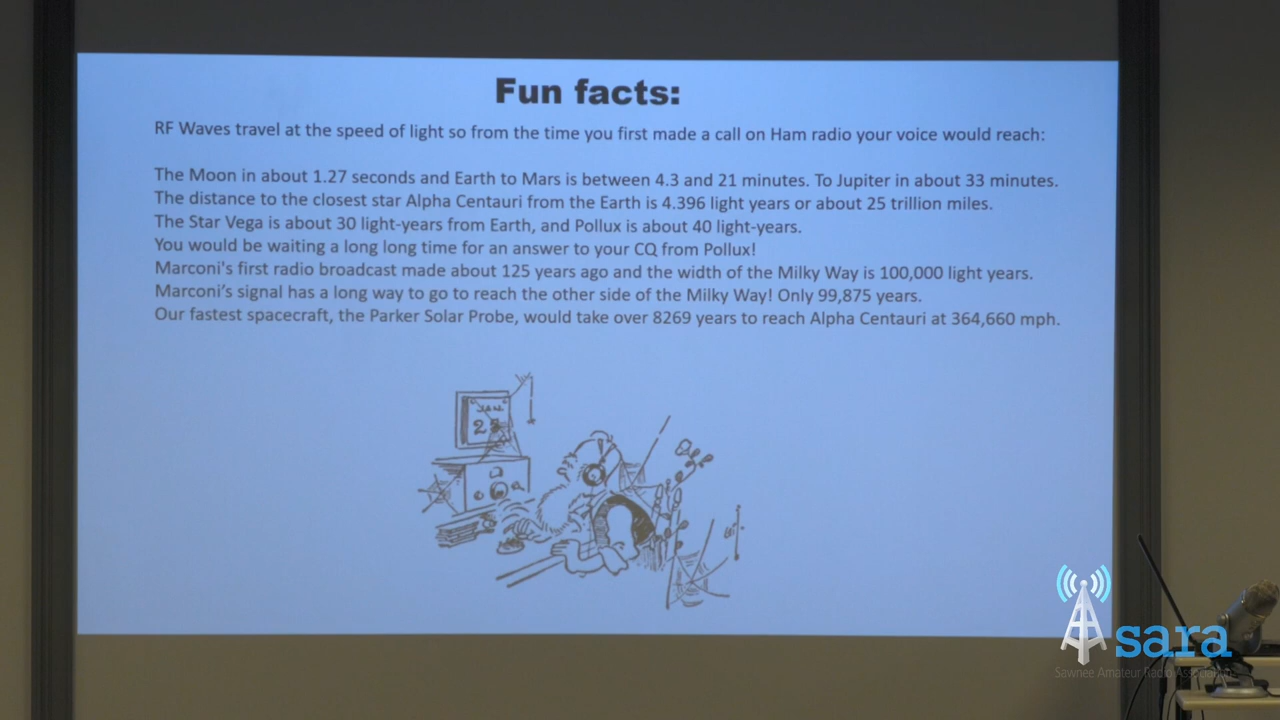 Fun facts:
RF Waves travel at the speed of light so from the time you first made a call on Ham radio your voice would reach:
The Moon in about 1.27 seconds and Earth to Mars is between 4.3 and 21 minutes. To Jupiter in about 33 minutes.
The distance to the closest star Alpha Centauri from the Earth is 4.396 light years or about 25 trillion miles.
The Star Vega is about 30 light-years from Earth, and Pollux is about 40 light-years.
You would be waiting a long long time for an answer to your CQ from Pollux!
Marconi's first radio broadcast made about 125 years ago and the width of the Milky Way is 100,000 light years.
Marconi’s signal has a long way to go to reach the other side of the Milky Way! Only 99,875 years.
Our fastest spacecraft, the Parker Solar Probe, would take over 8269 years to reach Alpha Centauri at 364,660 mph.
JAN.
sara
Sawnee Amateur Radio Association